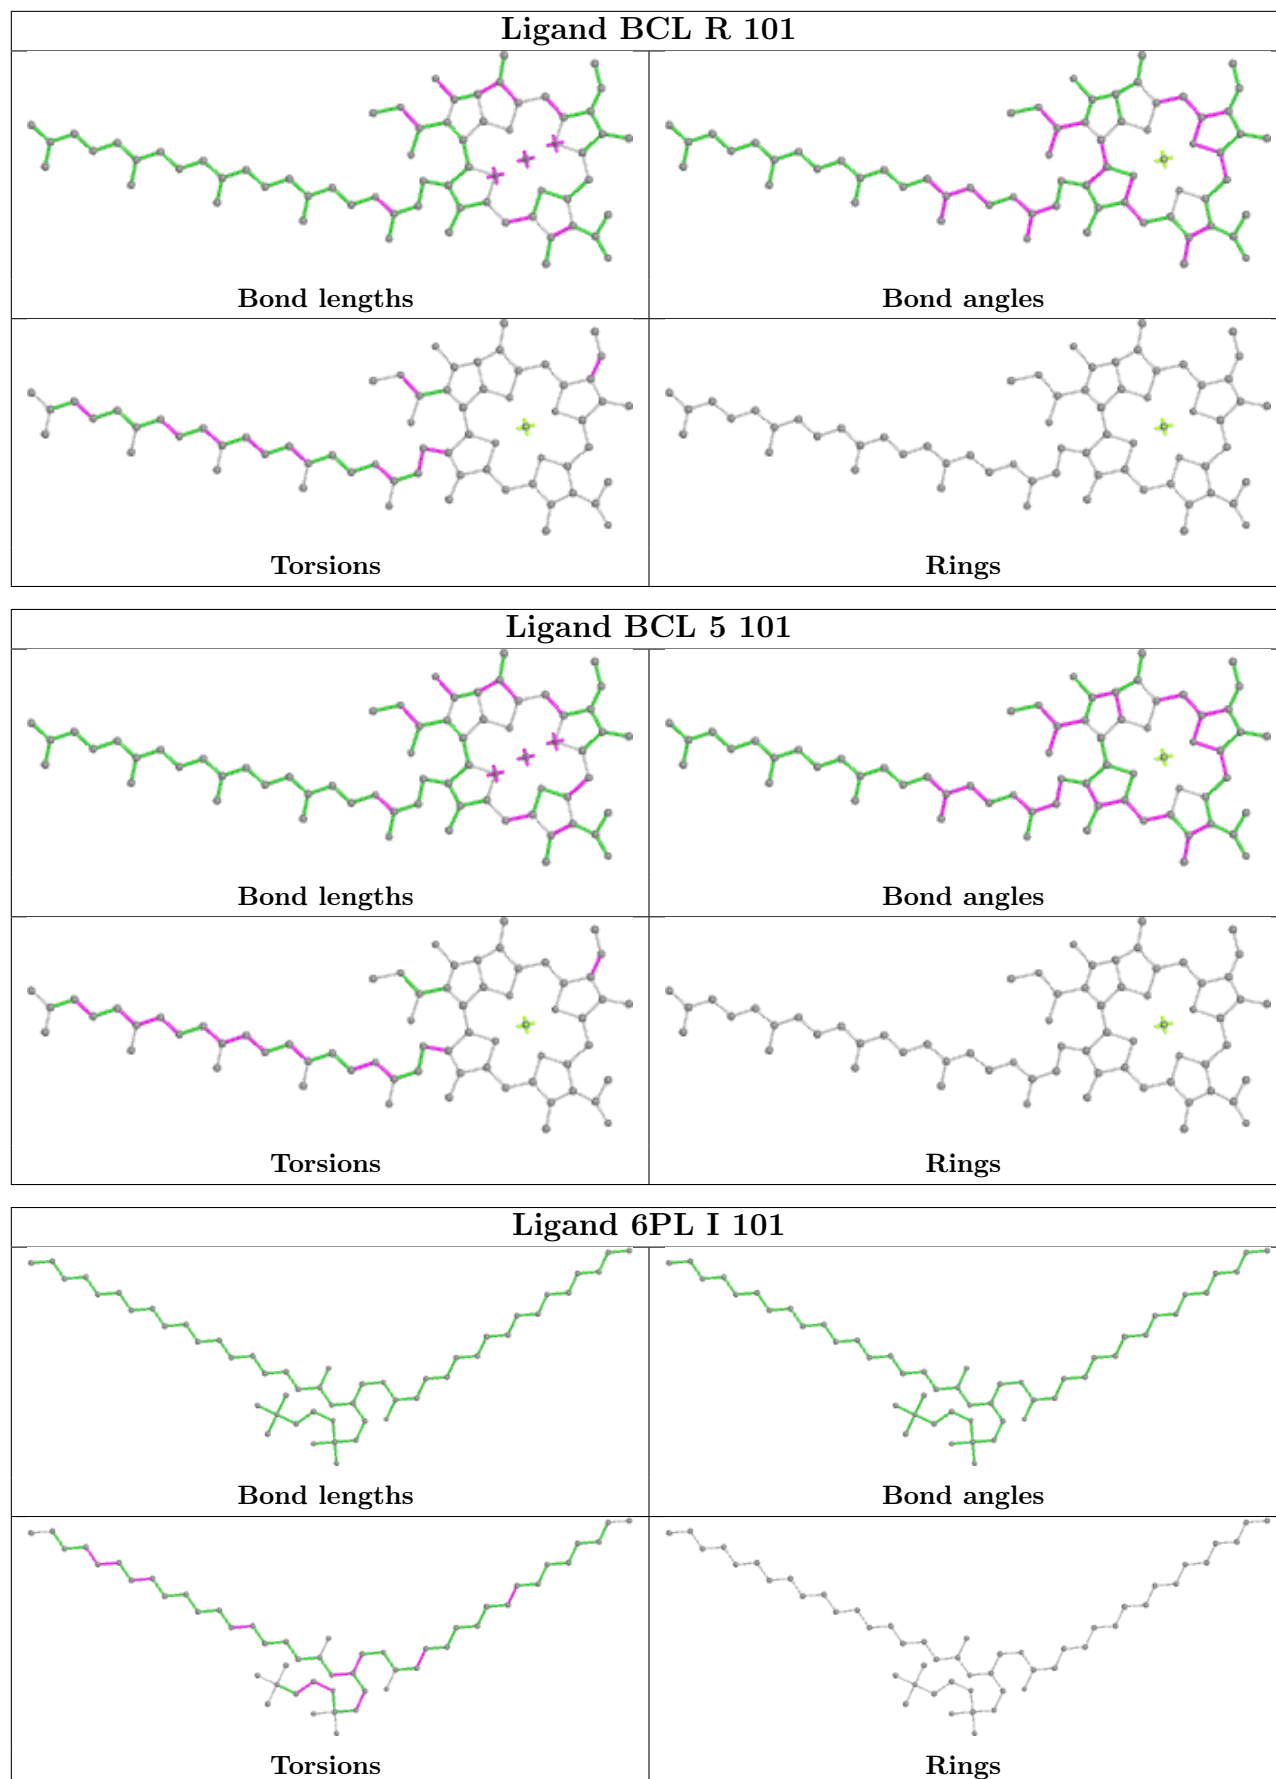 Ligand BCL R 101
Bond lengths
Bond angles
Torsions
Rings
Ligand BCL 5 101
Bond lengths
Bond angles
Torsions
Rings
Ligand 6PL I 101
Bond lengths
Bond angles
Torsions
Rings